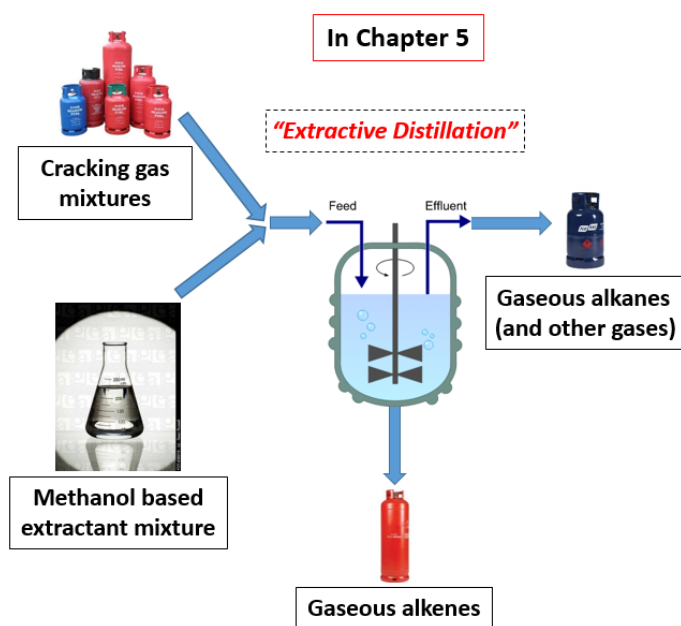 In Chapter 5
“Extractive Distillation”
Cracking gas
mixtures
Feed
Effluent
Gaseous alkanes
(and other gases)
Methanol based
extractant mixture
Gaseous alkenes